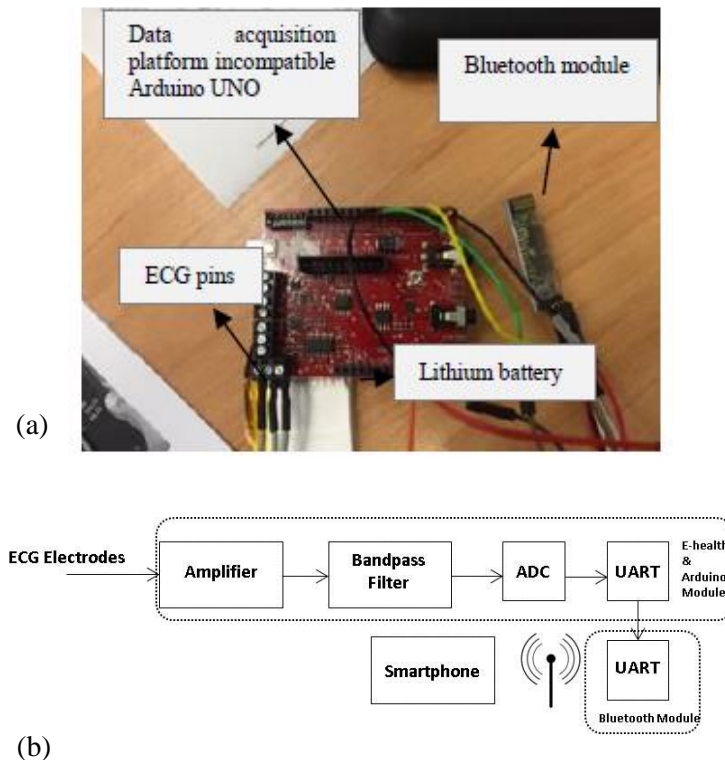 Data acquisition
platform incompatible
Arduino UNO
Bluetooth module
ECG pins
Lithium battery
(a)
ECG Electrodes
Amplifier
Bandpass
Filter
ADC
UART
E-health
&
Arduino
Module
Smartphone
UART
Bluetooth Module
(b)